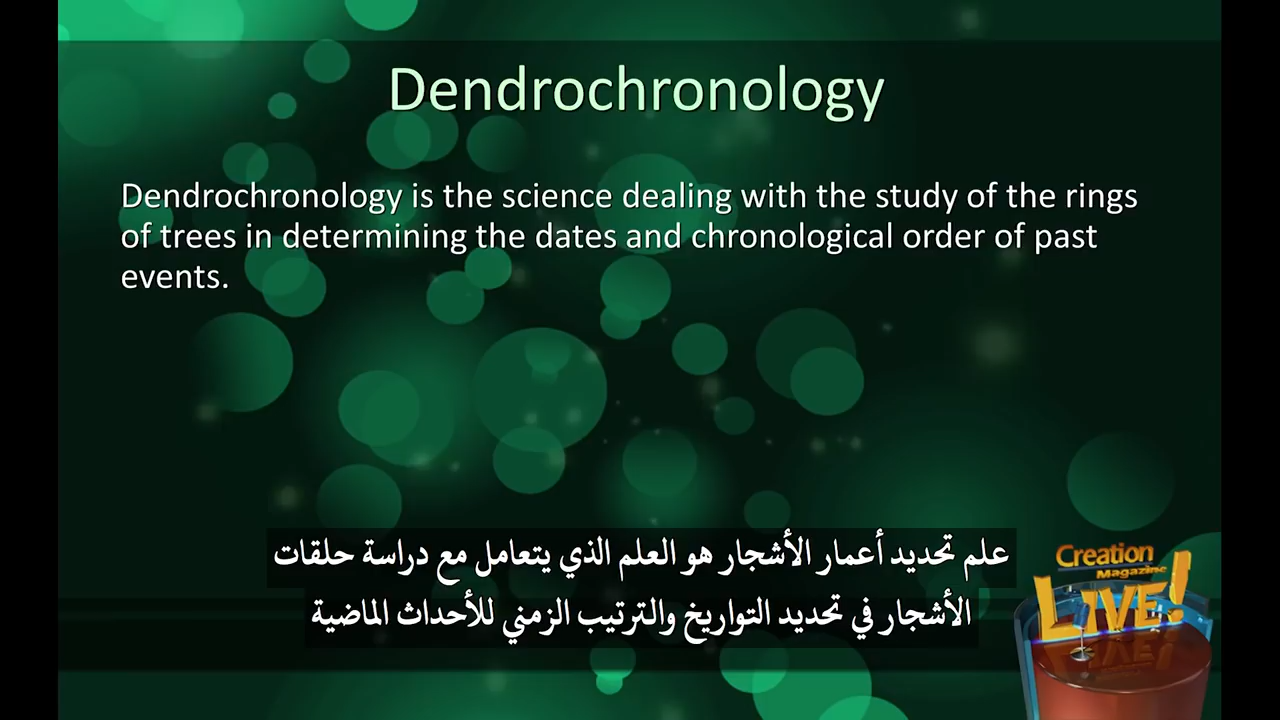 Dendrochronology
Dendrochronology is the science dealing with the study of the rings
of trees in determining the dates and chronological order of past
events.
علم تحديد أعمار الأشجار هو العلم الذي يتعامل مع دراسة حلقات
الأشجار في تحديد التواريخ والترتيب الزمني للأحداث الماضية
Creation
Magazine
LIVE!